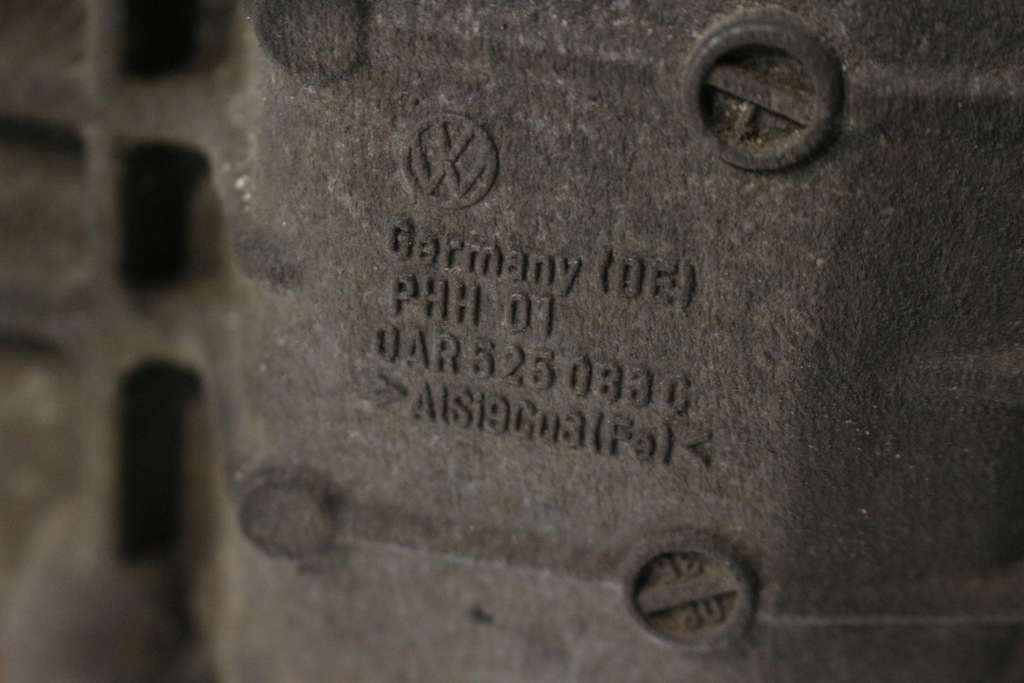 Germany (DE)
PHH 01
0AR 525 083 C
>AlSi9Cu3(Fe)<